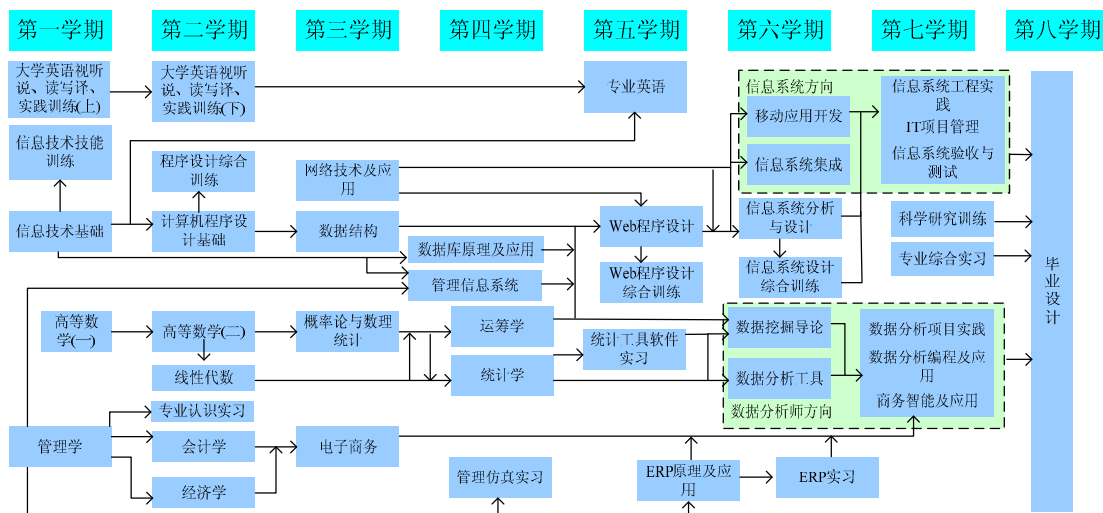 第一学期
第二学期
第三学期
第四学期
第五学期
第六学期
第七学期
第八学期
大学英语视听
说、读写译、
实践训练(上)
大学英语视听
说、读写译、
实践训练(下)
专业英语
信息系统方向
移动应用开发
信息系统集成
信息系统工程实
践
IT项目管理
信息系统验收与
测试
信息技术技能
训练
程序设计综合
训练
网络技术及应
用
信息技术基础
计算机程序设
计基础
数据结构
数据库原理及应用
管理信息系统
Web程序设计
Web程序设计
综合训练
信息系统分析
与设计
信息系统设计
综合训练
科学研究训练
专业综合实习
毕业设计
高等数
学(一)
高等数学(二)
概率论与数理
统计
线性代数
运筹学
统计学
统计工具软件
实习
数据挖掘导论
数据分析工具
数据分析师方向
数据分析项目实践
数据分析编程及应
用
商务智能及应用
专业认识实习
管理学
会计学
经济学
电子商务
管理仿真实习
ERP原理及应
用
ERP实习